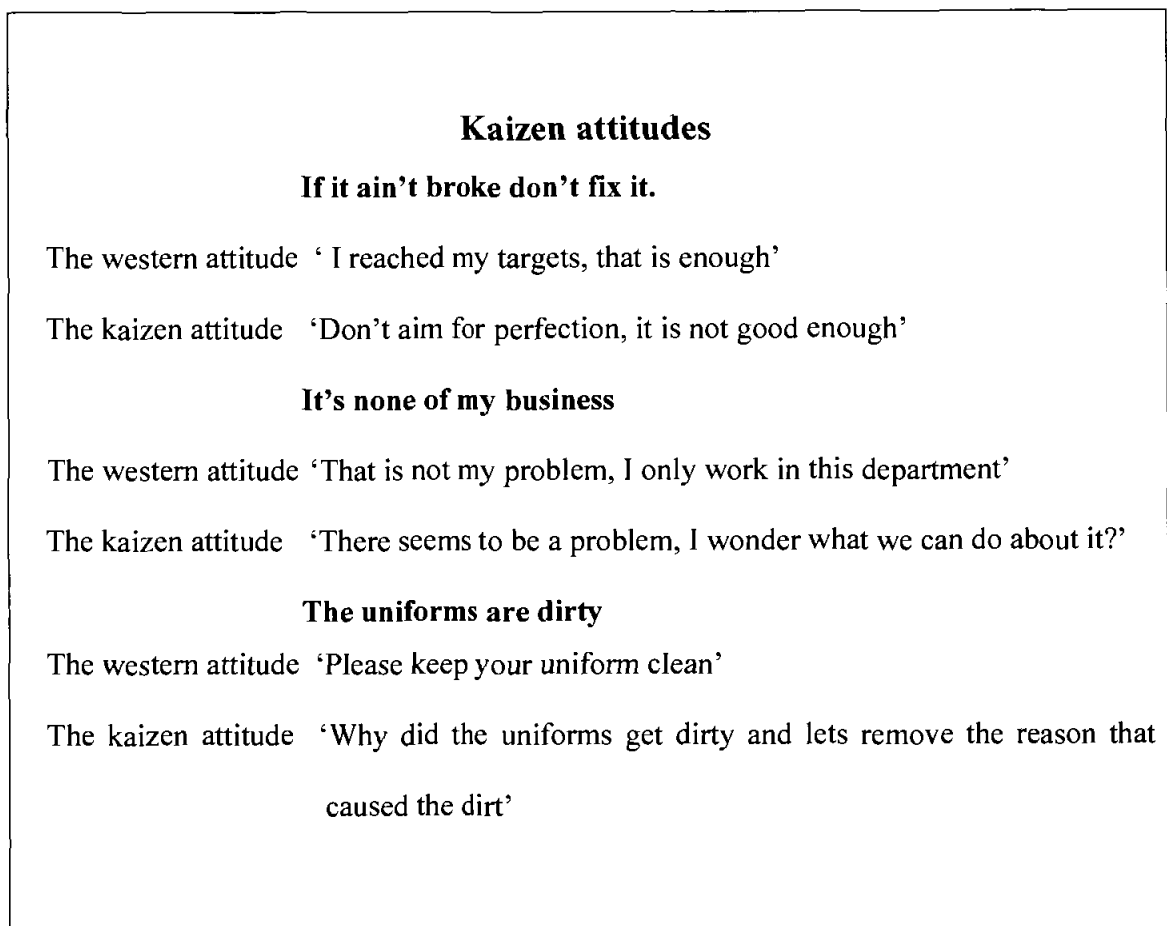 Kaizen attitudes
If it ain't broke don't fix it.
The western attitude ‘ I reached my targets, that is enough’
The kaizen attitude ‘Don't aim for perfection, it is not good enough’
It's none of my business
The western attitude ‘That is not my problem, I only work in this department’
The kaizen attitude ‘There seems to be a problem, I wonder what we can do about it?’
The uniforms are dirty
The western attitude ‘Please keep your uniform clean’
The kaizen attitude ‘Why did the uniforms get dirty and lets remove the reason that
caused the dirt’